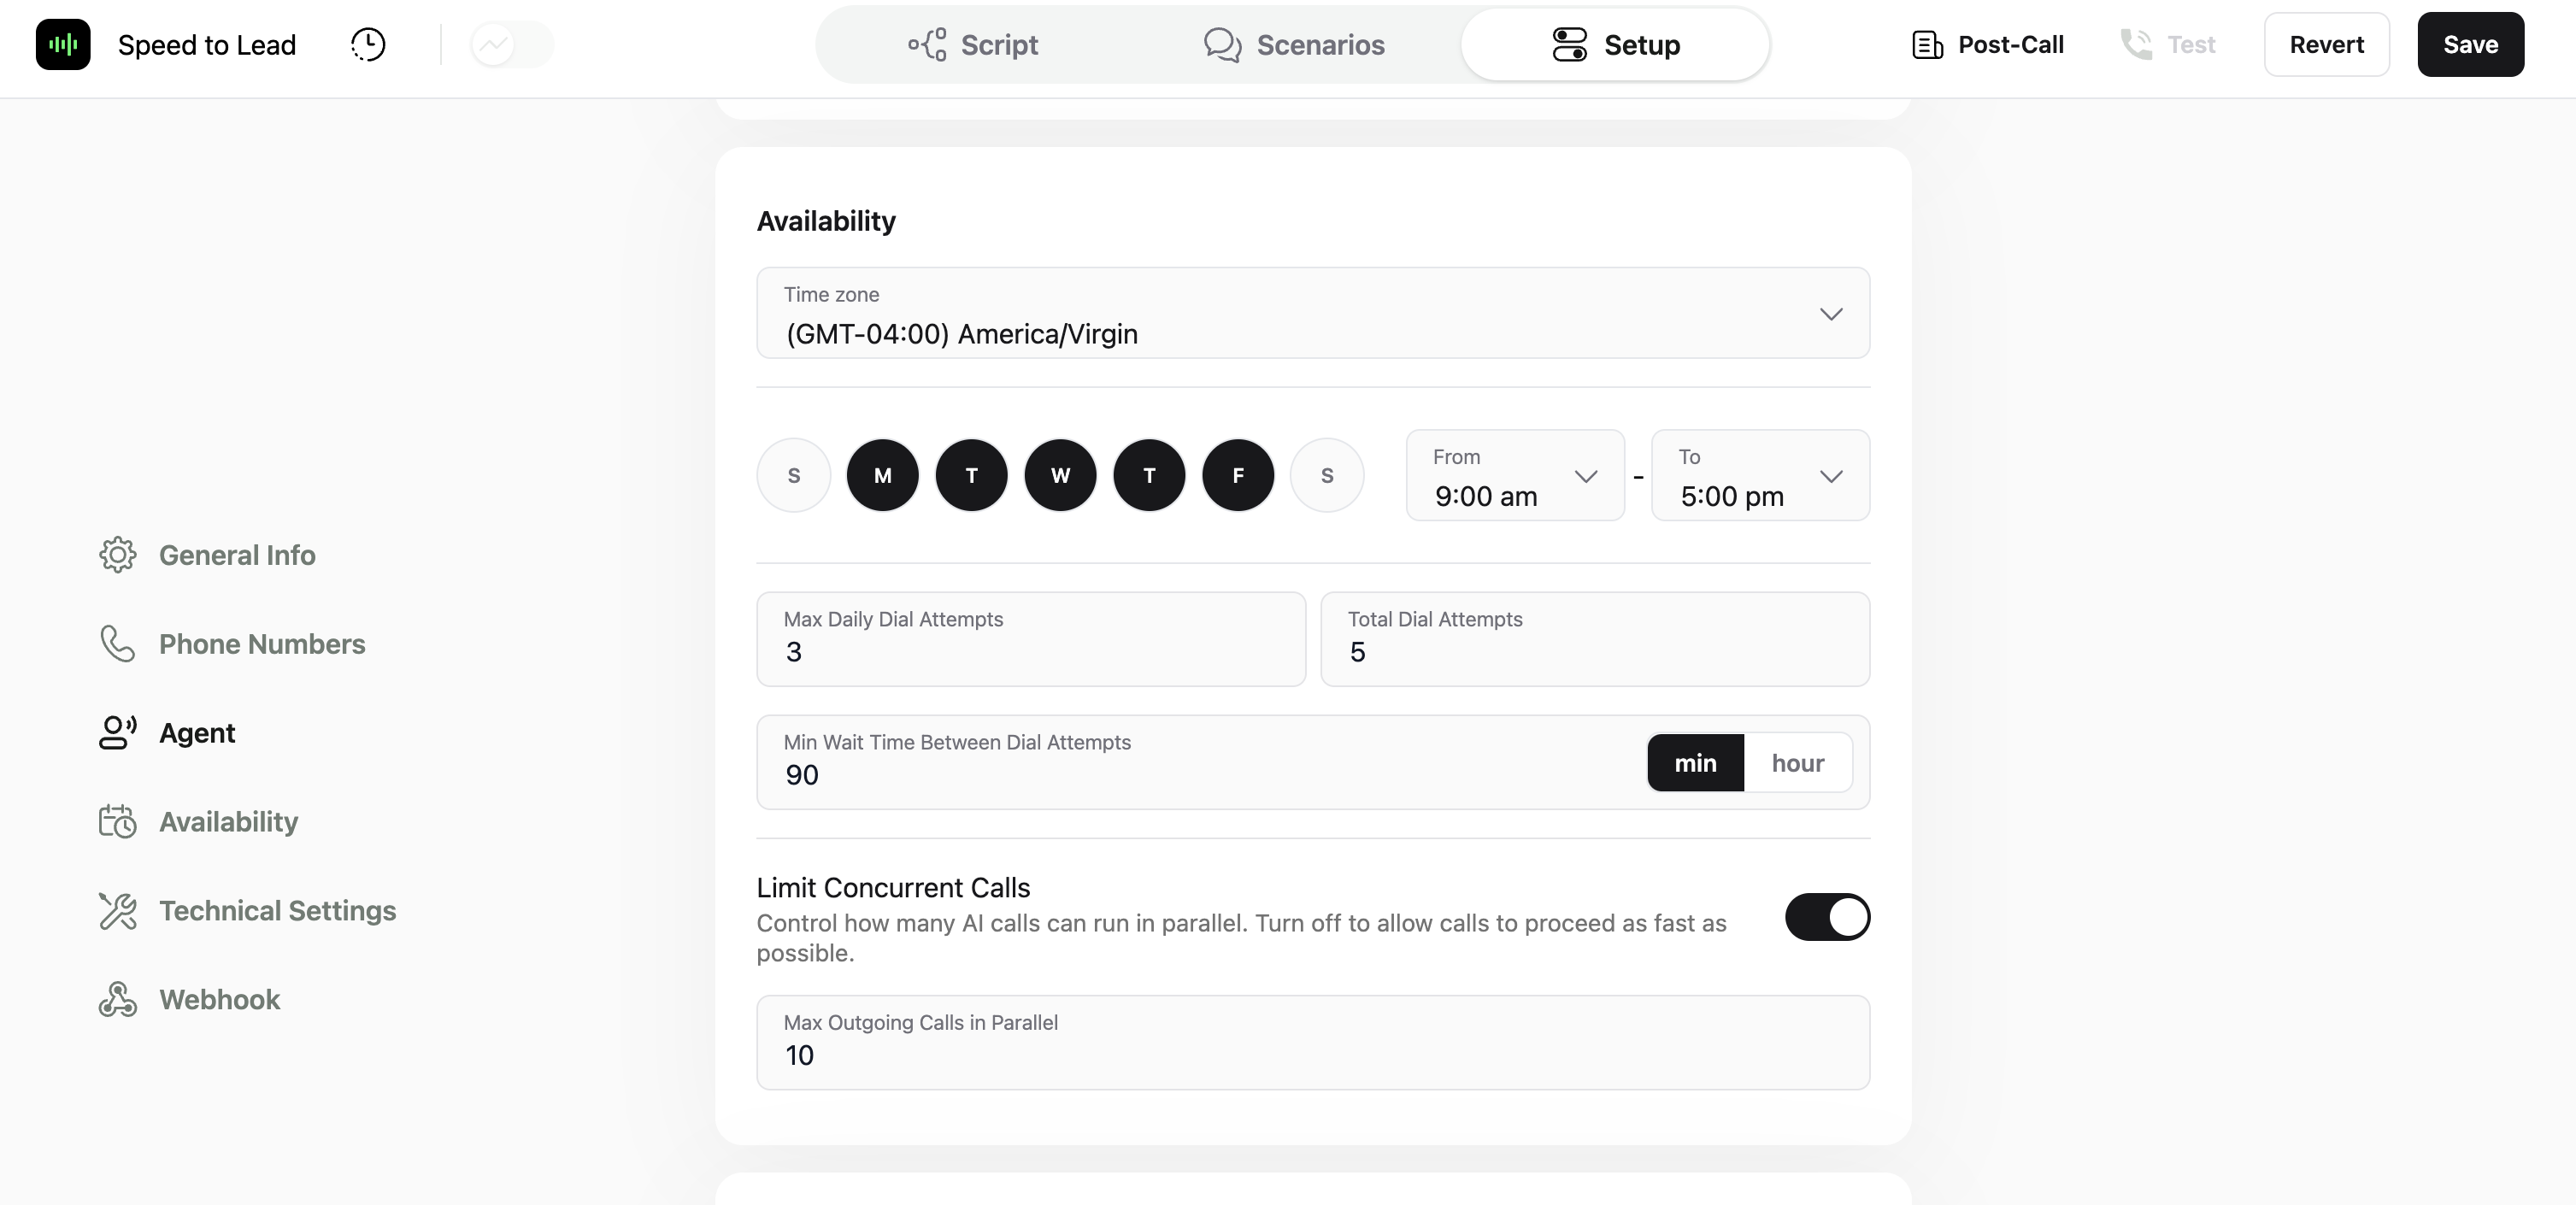 Speed to Lead
Script
Scenarios
Setup
Post-Call
Test
Revert
Save
General Info
Phone Numbers
Agent
Availability
Technical Settings
Webhook
Availability
Time zone
(GMT-04:00) America/Virgin
S M T W T F S
From
9:00 am
-
To
5:00 pm
Max Daily Dial Attempts
3
Total Dial Attempts
5
Min Wait Time Between Dial Attempts
90
min
hour
Limit Concurrent Calls
Control how many AI calls can run in parallel. Turn off to allow calls to proceed as fast as
possible.
Max Outgoing Calls in Parallel
10